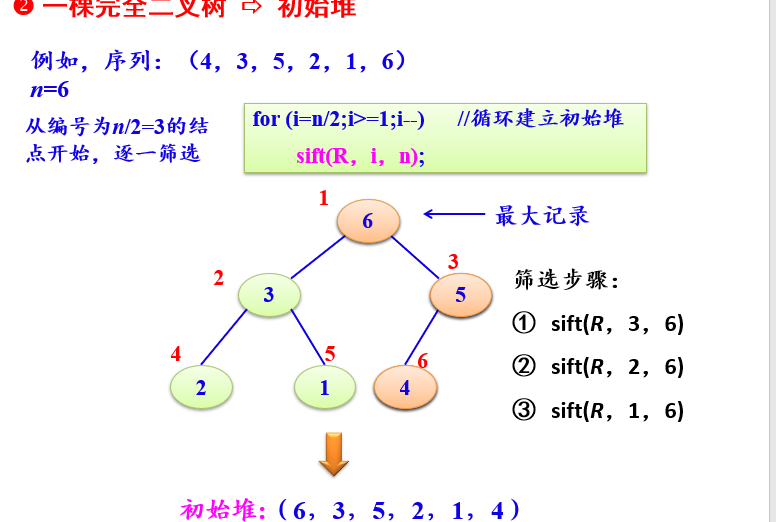 ❷ 一棵完全二叉树 ⇨ 初始堆
例如，序列：（4，3，5，2，1，6）
n=6
从编号为n/2=3的结
点开始，逐一筛选
for (i=n/2;i>=1;i--) //循环建立初始堆
sift(R，i，n);
1
6
最大记录
2
3
3
5
筛选步骤：
① sift(R，3，6)
4
2
5
1
6
4
② sift(R，2，6)
③ sift(R，1，6)
初始堆:（6，3，5，2，1，4）